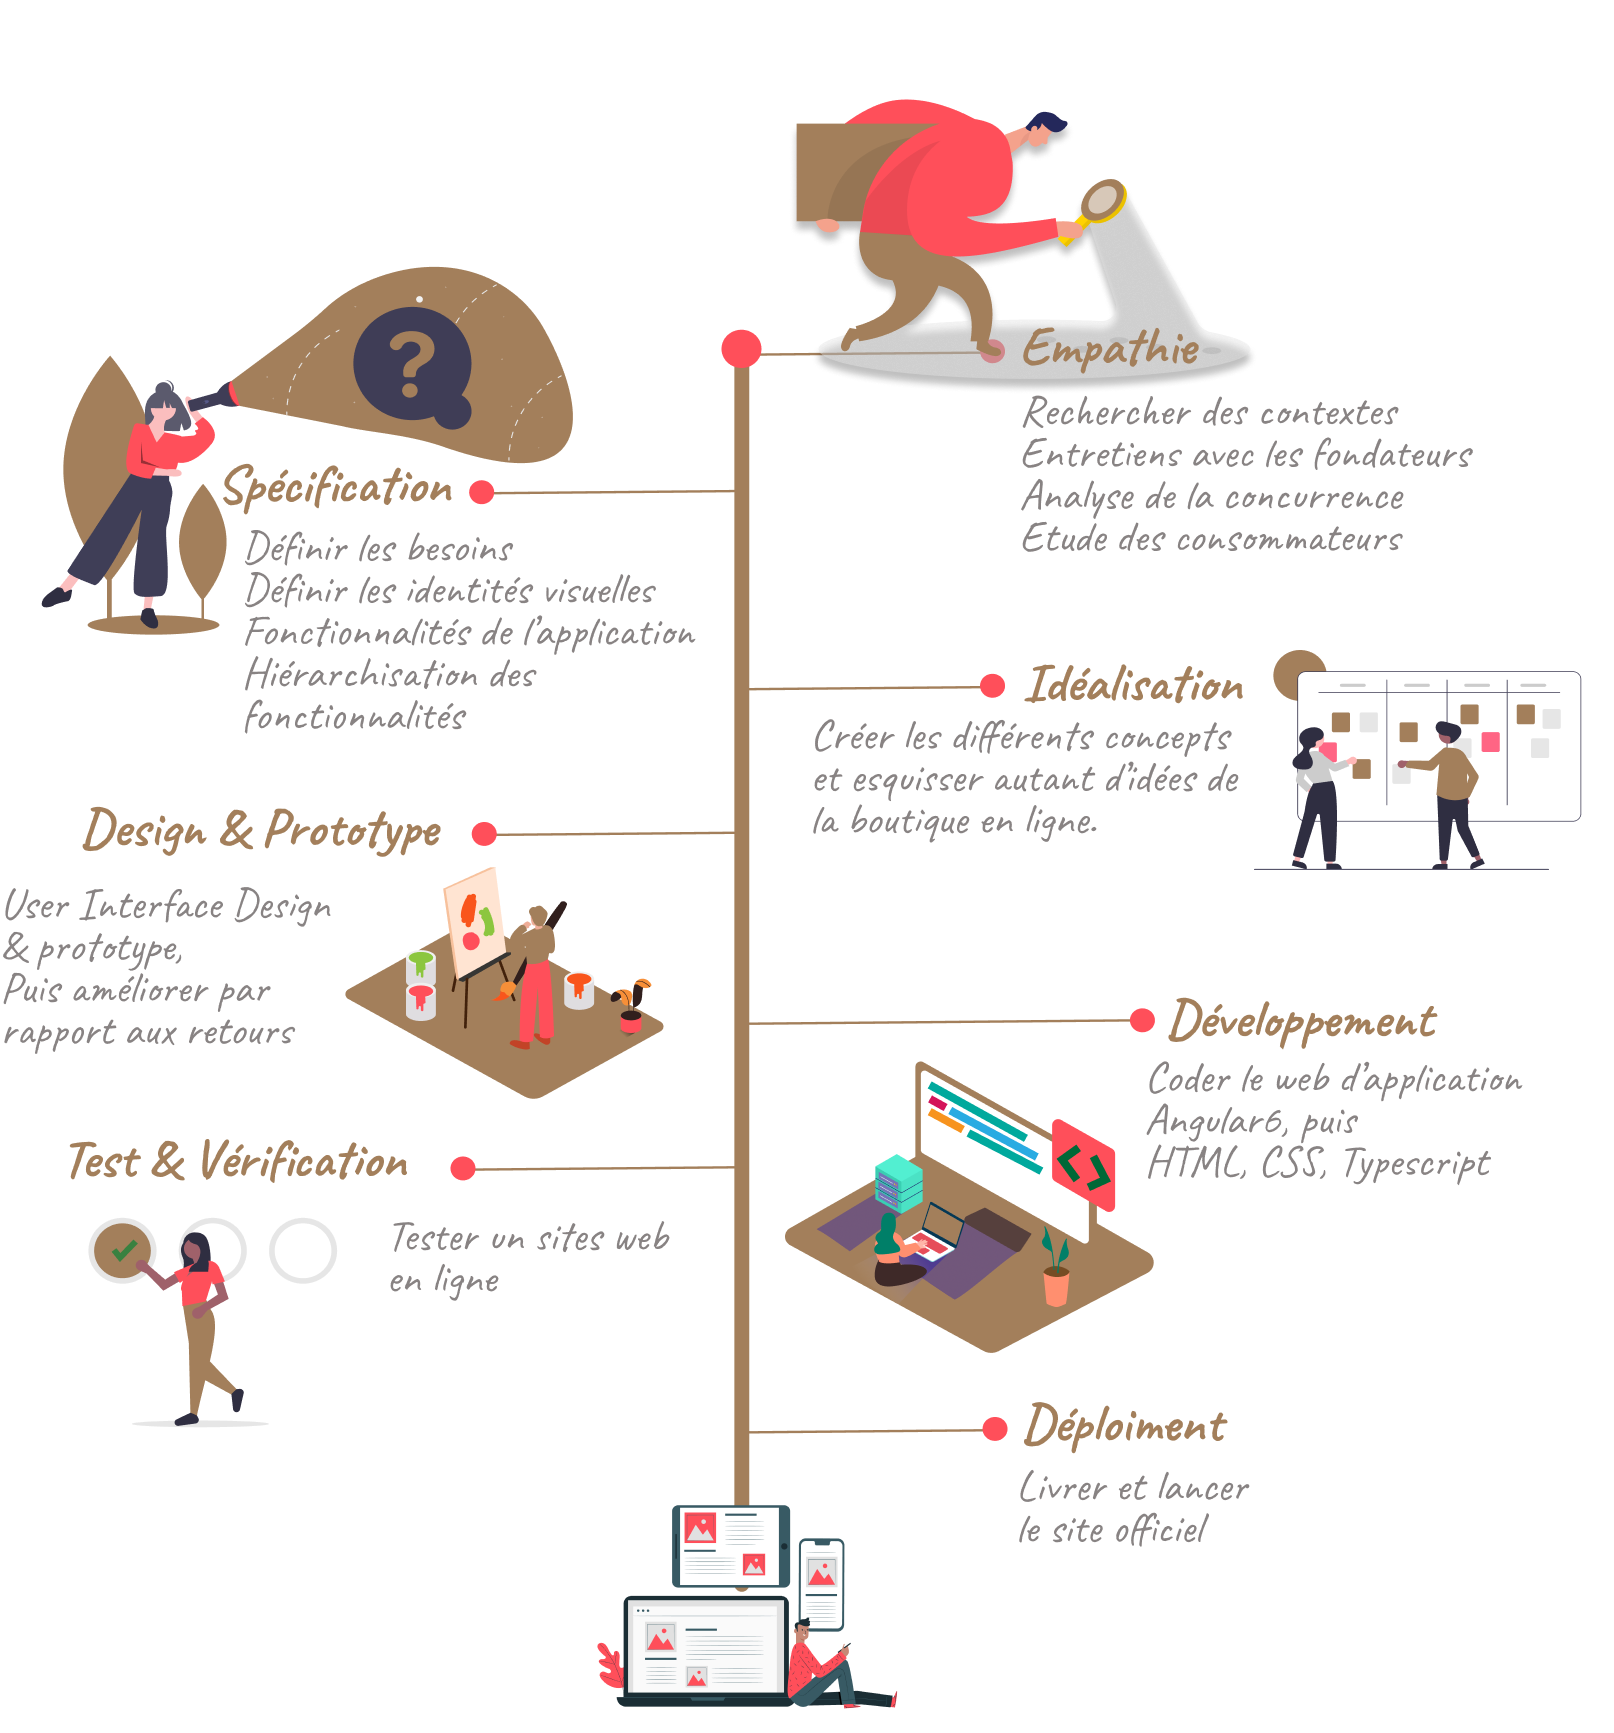 Empathie
Rechercher des contextes
Entretiens avec les fondateurs
Analyse de la concurrence
Etude des consommateurs
?
Spécification
Définir les besoins
Définir les identités visuelles
Fonctionnalités de l'application
Hiérarchisation des
fonctionnalités
Idéalisation
Créer les différents concepts
et esquisser autant d'idées de
la boutique en ligne.
Design & Prototype
User Interface Design
& prototype,
Puis améliorer par
rapport aux retours
Développement
Coder le web d'application
Angular6, puis
HTML, CSS, Typescript
Test & Vérification
Tester un sites web
en ligne
Déploiment
Livrer et lancer
le site officiel